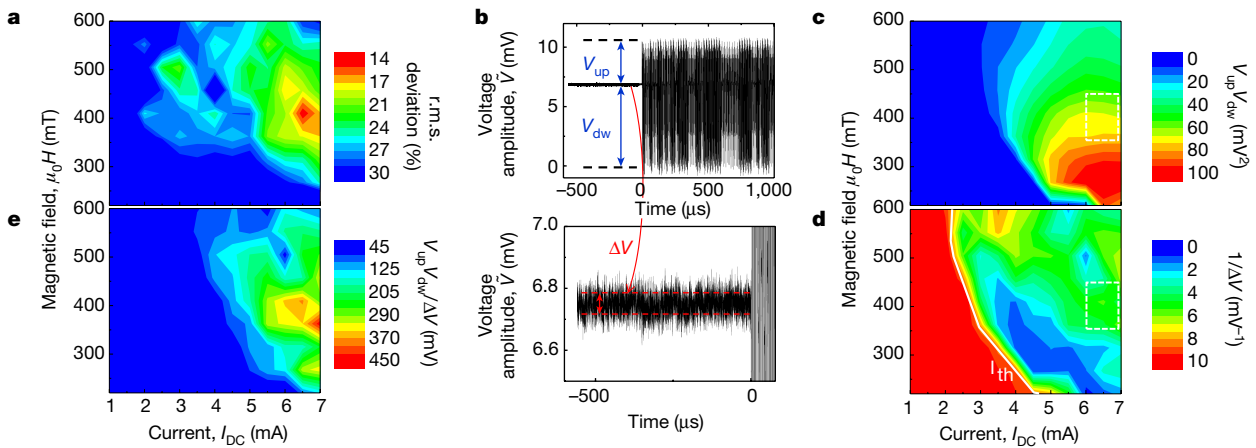 a
600
500
400
300
Magnetic field, μ0H (mT)
14
17
21
24
27
30
r.m.s. deviation (%)
e
600
500
400
300
1 2 3 4 5 6 7
Current, IDC (mA)
45
125
205
290
370
450
VupVdw/ΔV (mV)
b
10
5
0
Voltage
amplitude, Ṽ (mV)
Vup
Vdw
−500 0 500 1,000
Time (μs)
7.0
6.8
6.6
Voltage
amplitude, Ṽ (mV)
ΔV
−500 0
Time (μs)
c
600
500
400
300
Magnetic field μ0H (mT)
0
20
40
60
80
100
VupVdw (mV²)
d
600
500
400
300
Ith
1 2 3 4 5 6 7
Current, IDC (mA)
0
2
4
6
8
10
1/ΔV (mV⁻¹)